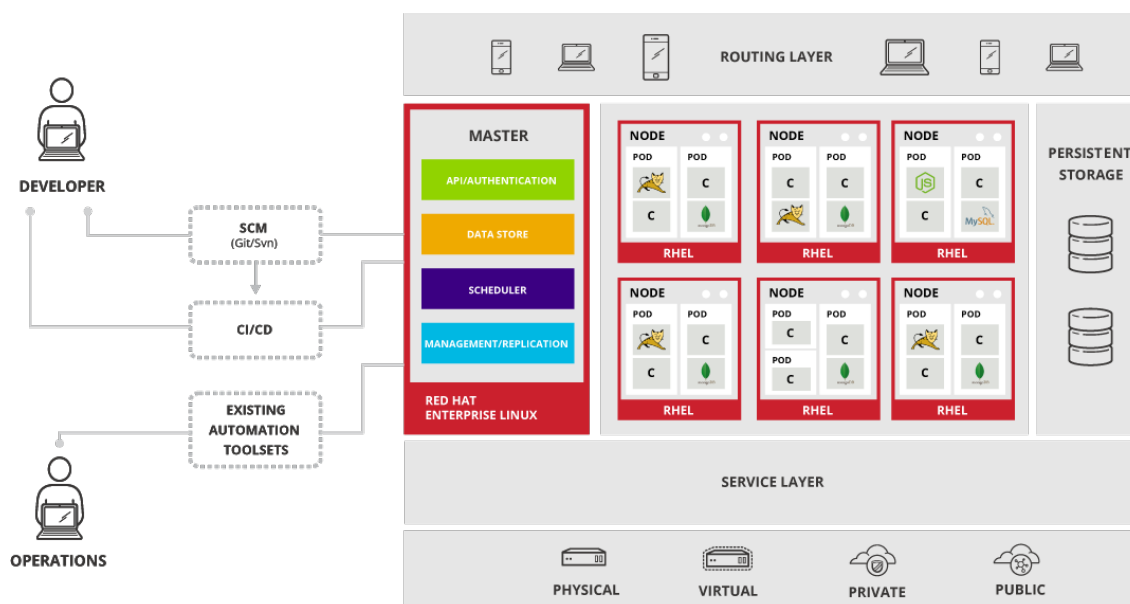 ROUTING LAYER
DEVELOPER
SCM
(Git/Svn)
CI/CD
EXISTING
AUTOMATION
TOOLSETS
OPERATIONS
MASTER
API/AUTHENTICATION
DATA STORE
SCHEDULER
MANAGEMENT/REPLICATION
RED HAT
ENTERPRISE LINUX
NODE
POD POD
C
C
RHEL
NODE
POD POD
C C
RHEL
NODE
POD POD
JS C
C MySQL
RHEL
NODE
POD POD
C
C
RHEL
NODE
POD POD
C C
POD
C
RHEL
NODE
POD POD
C
C
RHEL
PERSISTENT
STORAGE
SERVICE LAYER
PHYSICAL VIRTUAL PRIVATE PUBLIC